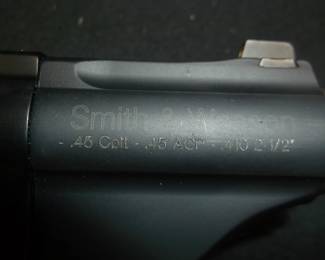 Smith & Wesson
- .45 Colt - .45 ACP - .410 2 1/2"